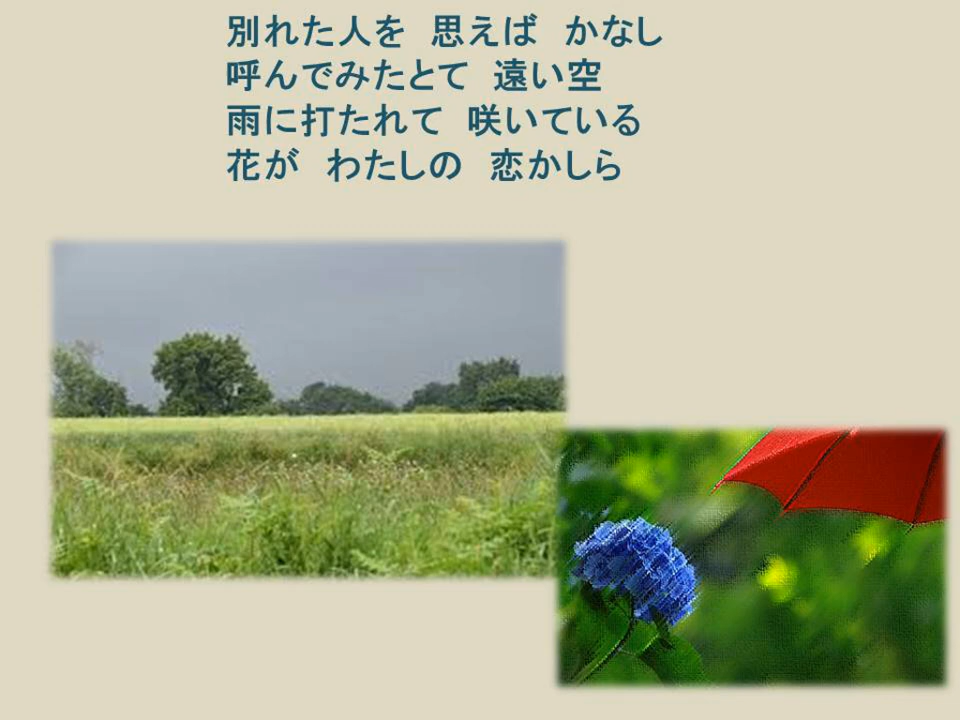 別れた人を　思えば　かなし
呼んでみたとて　遠い空
雨に打たれて　咲いている
花が　わたしの　恋かしら